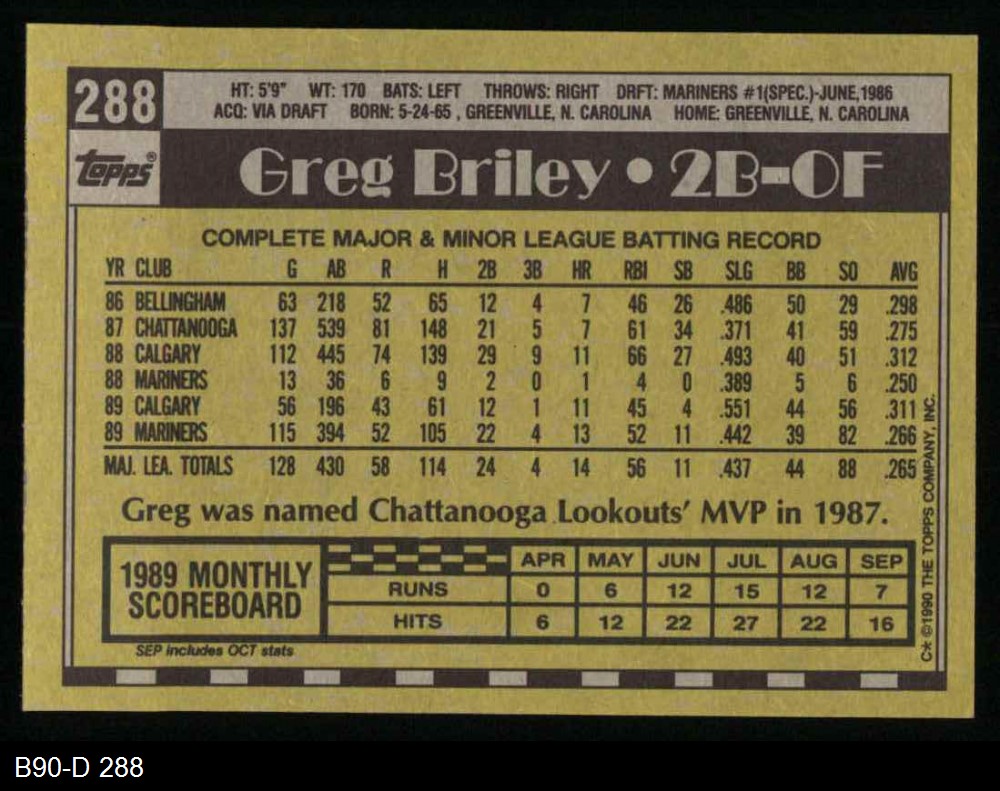 288
HT: 5'9" WT: 170 BATS: LEFT THROWS: RIGHT DRFT: MARINERS #1(SPEC.)-JUNE,1986
ACQ: VIA DRAFT BORN: 5-24-65 , GREENVILLE, N. CAROLINA HOME: GREENVILLE, N. CAROLINA
Topps®
Greg Briley • 2B-OF
COMPLETE MAJOR & MINOR LEAGUE BATTING RECORD
YR CLUB G AB R H 2B 3B HR RBI SB SLG BB SO AVG
86 BELLINGHAM 63 218 52 65 12 4 7 46 26 .486 50 29 .298
87 CHATTANOOGA 137 539 81 148 21 5 7 61 34 .371 41 59 .275
88 CALGARY 112 445 74 139 29 9 11 66 27 .493 40 51 .312
88 MARINERS 13 36 6 9 2 0 1 4 0 .389 5 6 .250
89 CALGARY 56 196 43 61 12 1 11 45 4 .551 44 56 .311
89 MARINERS 115 394 52 105 22 4 13 52 11 .442 39 82 .266
MAJ. LEA. TOTALS 128 430 58 114 24 4 14 56 11 .437 44 88 .265
Greg was named Chattanooga Lookouts' MVP in 1987.
1989 MONTHLY SCOREBOARD
APR MAY JUN JUL AUG SEP
RUNS 0 6 12 15 12 7
HITS 6 12 22 27 22 16
SEP includes OCT stats
C* ©1990 THE TOPPS COMPANY, INC.
B90-D 288